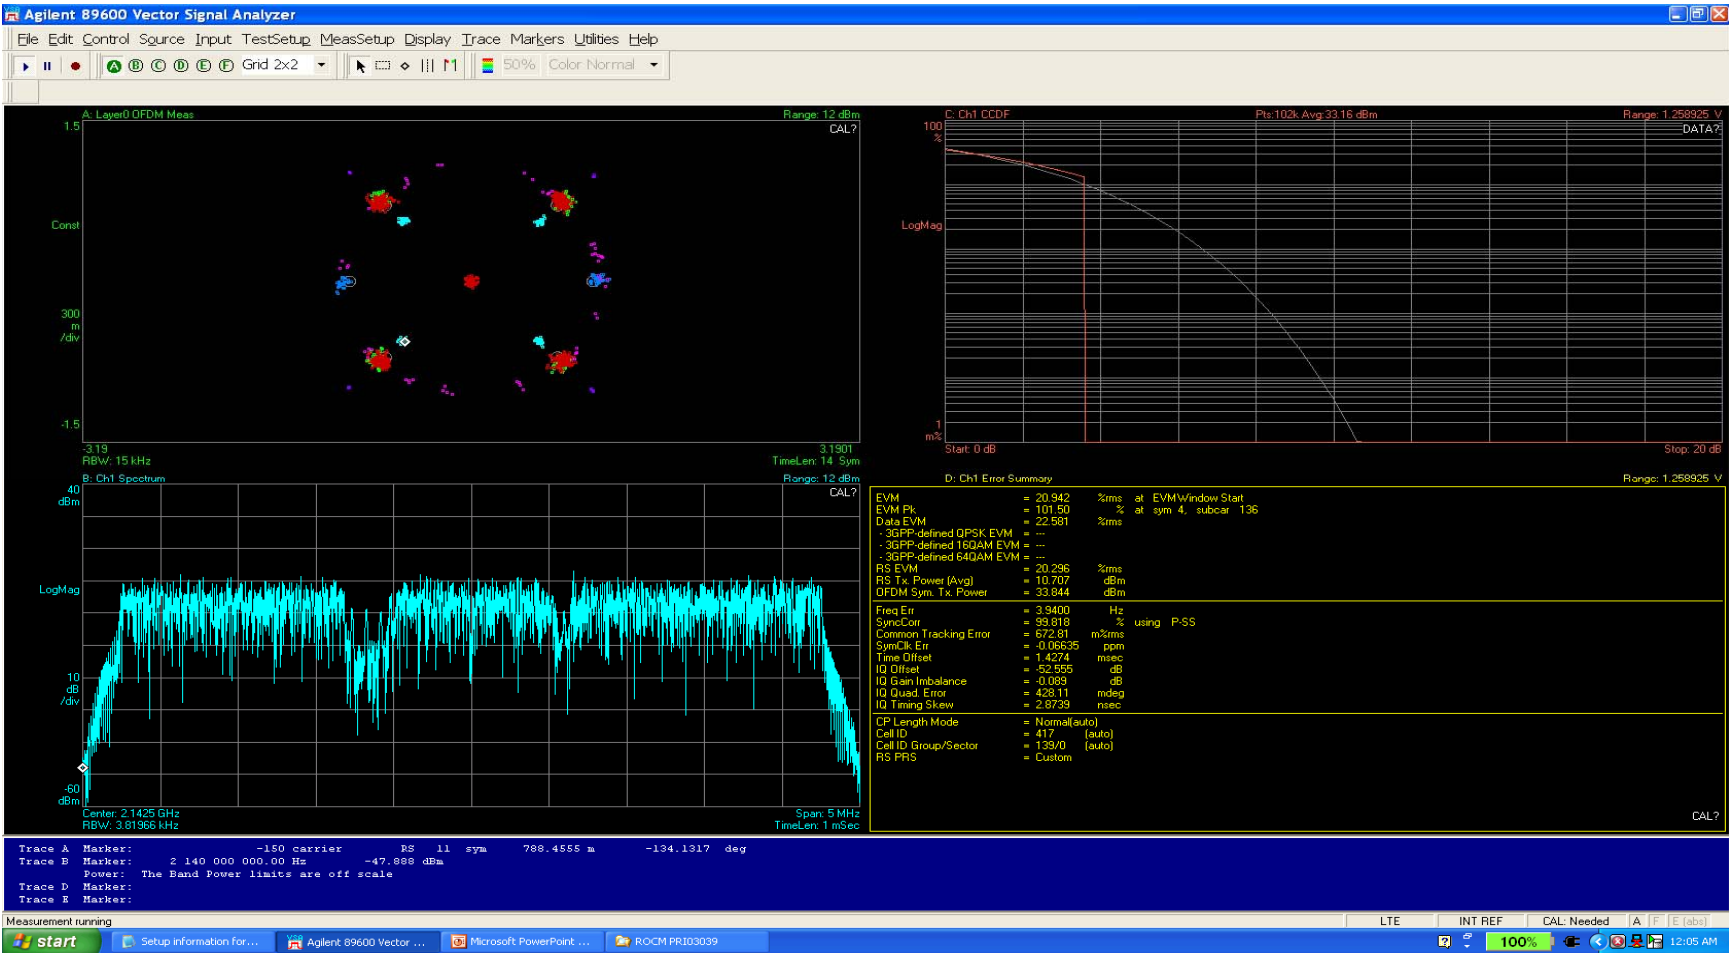 Agilent 89600 Vector Signal Analyzer
File Edit Control Source Input TestSetup MeasSetup Display Trace Markers Utilities Help
A B C D E F Grid 2x2 50% Color Normal
A: Layer0 OFDM Meas Range: 12 dBm
1.5 CAL?
Const
300
m
/div
-1.5
-3.19 3.1901
RBW: 15 kHz TimeLen: 14 Sym
C: Ch1 CCDF Pts:102k Avg:33.16 dBm Range: 1.258925 V
100 DATA?
%
LogMag
1
m%
Start: 0 dB Stop: 20 dB
B: Ch1 Spectrum Range: 12 dBm
40 CAL?
dBm
LogMag
10
dB
/div
-60
dBm
Center: 2.1425 GHz Span: 5 MHz
RBW: 3.81966 kHz TimeLen: 1 mSec
D: Ch1 Error Summary Range: 1.258925 V
EVM = 20.942 %rms at EVMWindow Start
EVM Pk = 101.50 % at sym 4, subcar 136
Data EVM = 22.581 %rms
- 3GPP-defined QPSK EVM = ---
- 3GPP-defined 16QAM EVM = ---
- 3GPP-defined 64QAM EVM = ---
RS EVM = 20.296 %rms
RS Tx. Power (Avg) = 10.707 dBm
OFDM Sym. Tx. Power = 33.844 dBm
Freq Err = 3.9400 Hz
SyncCorr = 99.818 % using P-SS
Common Tracking Error = 672.81 m%rms
SymClk Err = -0.06635 ppm
Time Offset = 1.4274 msec
IQ Offset = -52.555 dB
IQ Gain Imbalance = -0.089 dB
IQ Quad. Error = 428.11 mdeg
IQ Timing Skew = 2.8739 nsec
CP Length Mode = Normal(auto)
Cell ID = 417 (auto)
Cell ID Group/Sector = 139/0 (auto)
RS PRS = Custom
CAL?
Trace A Marker: -150 carrier RS 11 sym 788.4555 m -134.1317 deg
Trace B Marker: 2 140 000 000.00 Hz -47.888 dBm
Power: The Band Power limits are off scale
Trace D Marker:
Trace E Marker:
Measurement running LTE INT REF CAL: Needed A F E (abs)
start Setup information for... Agilent 89600 Vector ... Microsoft PowerPoint ... ROCM PRI03039 100% 12:05 AM